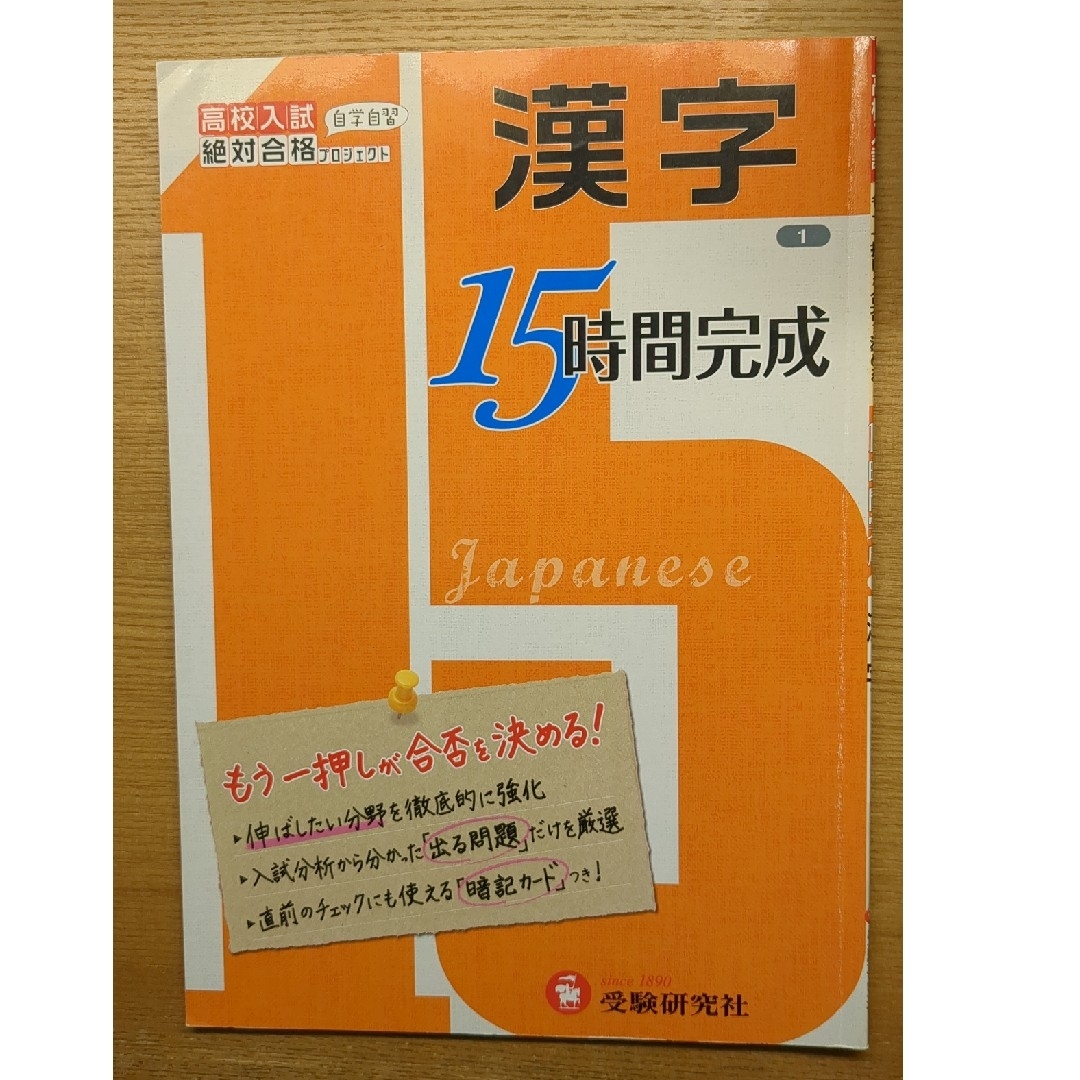 高校入試
自学自習
絶対合格プロジェクト
漢字
1
15時間完成
Japanese
もう一押しが合否を決める!
▶伸ばしたい分野を徹底的に強化
▶入試分析から分かった「出る問題」だけを厳選
▶直前のチェックにも使える「暗記カード」つき!
since 1890
受験研究社